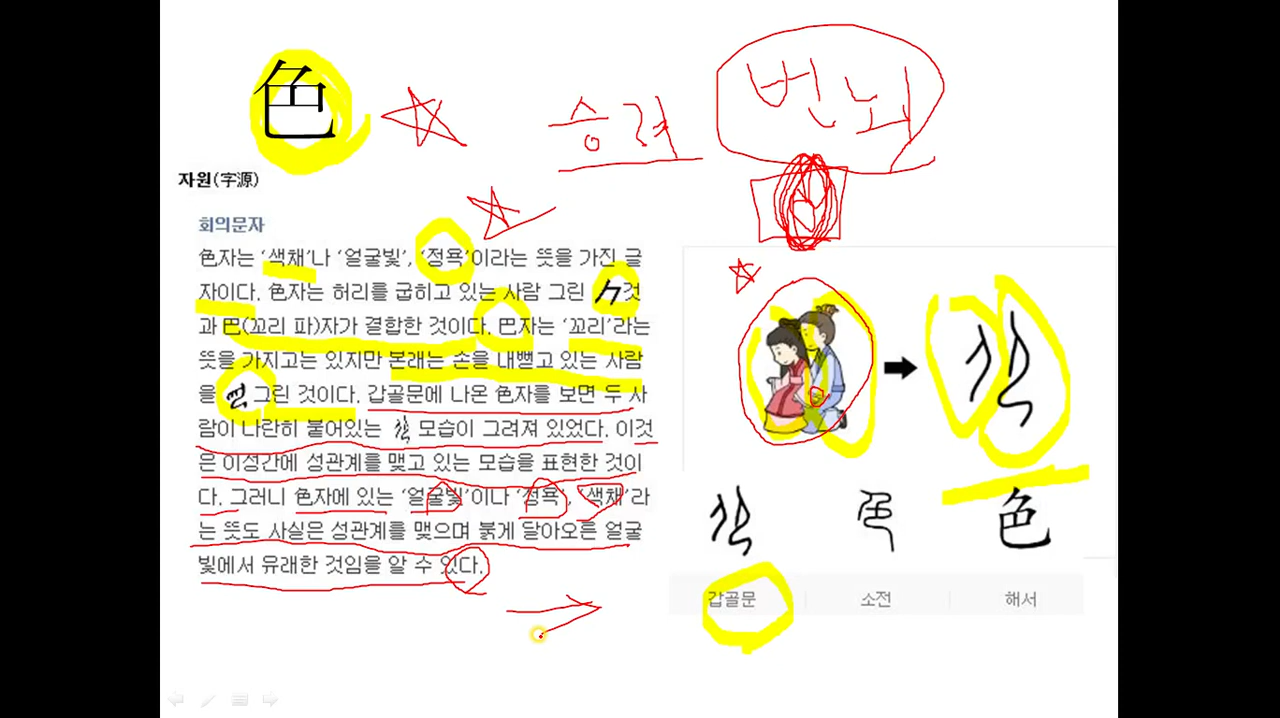 色
승려
번뇌
자원(字源)
회의문자
色자는 ‘색채’나 ‘얼굴빛’, ‘정욕’이라는 뜻을 가진 글
자이다. 色자는 허리를 굽히고 있는 사람 그린 것
과 巴(꼬리 파)자가 결합한 것이다. 巴자는 ‘꼬리’라는
뜻을 가지고는 있지만 본래는 손을 내뻗고 있는 사람
을 그린 것이다. 갑골문에 나온 色자를 보면 두 사
람이 나란히 붙어있는 모습이 그려져 있었다. 이것
은 이성간에 성관계를 맺고 있는 모습을 표현한 것이
다. 그러니 色자에 있는 ‘얼굴빛’이나 ‘정욕’, ‘색채’라
는 뜻도 사실은 성관계를 맺으며 붉게 달아오른 얼굴
빛에서 유래한 것임을 알 수 있다.
色
갑골문 소전 해서